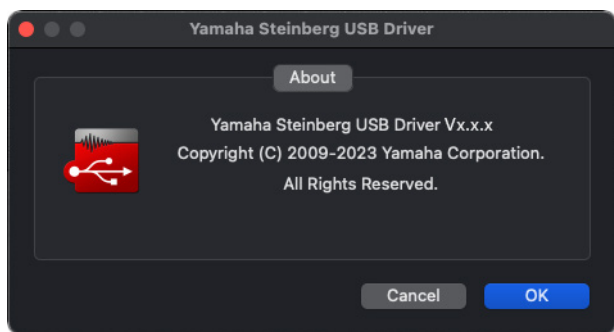 Yamaha Steinberg USB Driver
About
Yamaha Steinberg USB Driver Vx.x.x
Copyright (C) 2009-2023 Yamaha Corporation.
All Rights Reserved.
Cancel OK